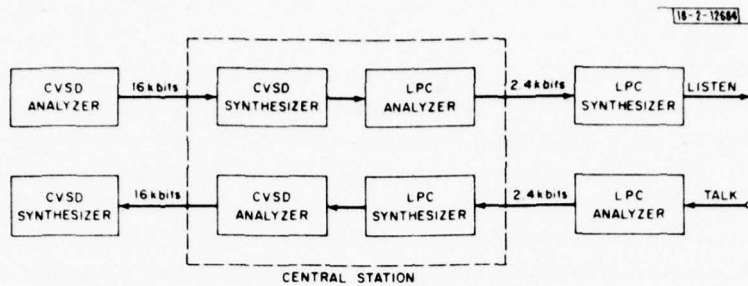 18-2-12684
CVSD ANALYZER
16 kbits
CVSD SYNTHESIZER
LPC ANALYZER
2.4 kbits
LPC SYNTHESIZER
LISTEN
CVSD SYNTHESIZER
16 kbits
CVSD ANALYZER
LPC SYNTHESIZER
2.4 kbits
LPC ANALYZER
TALK
CENTRAL STATION